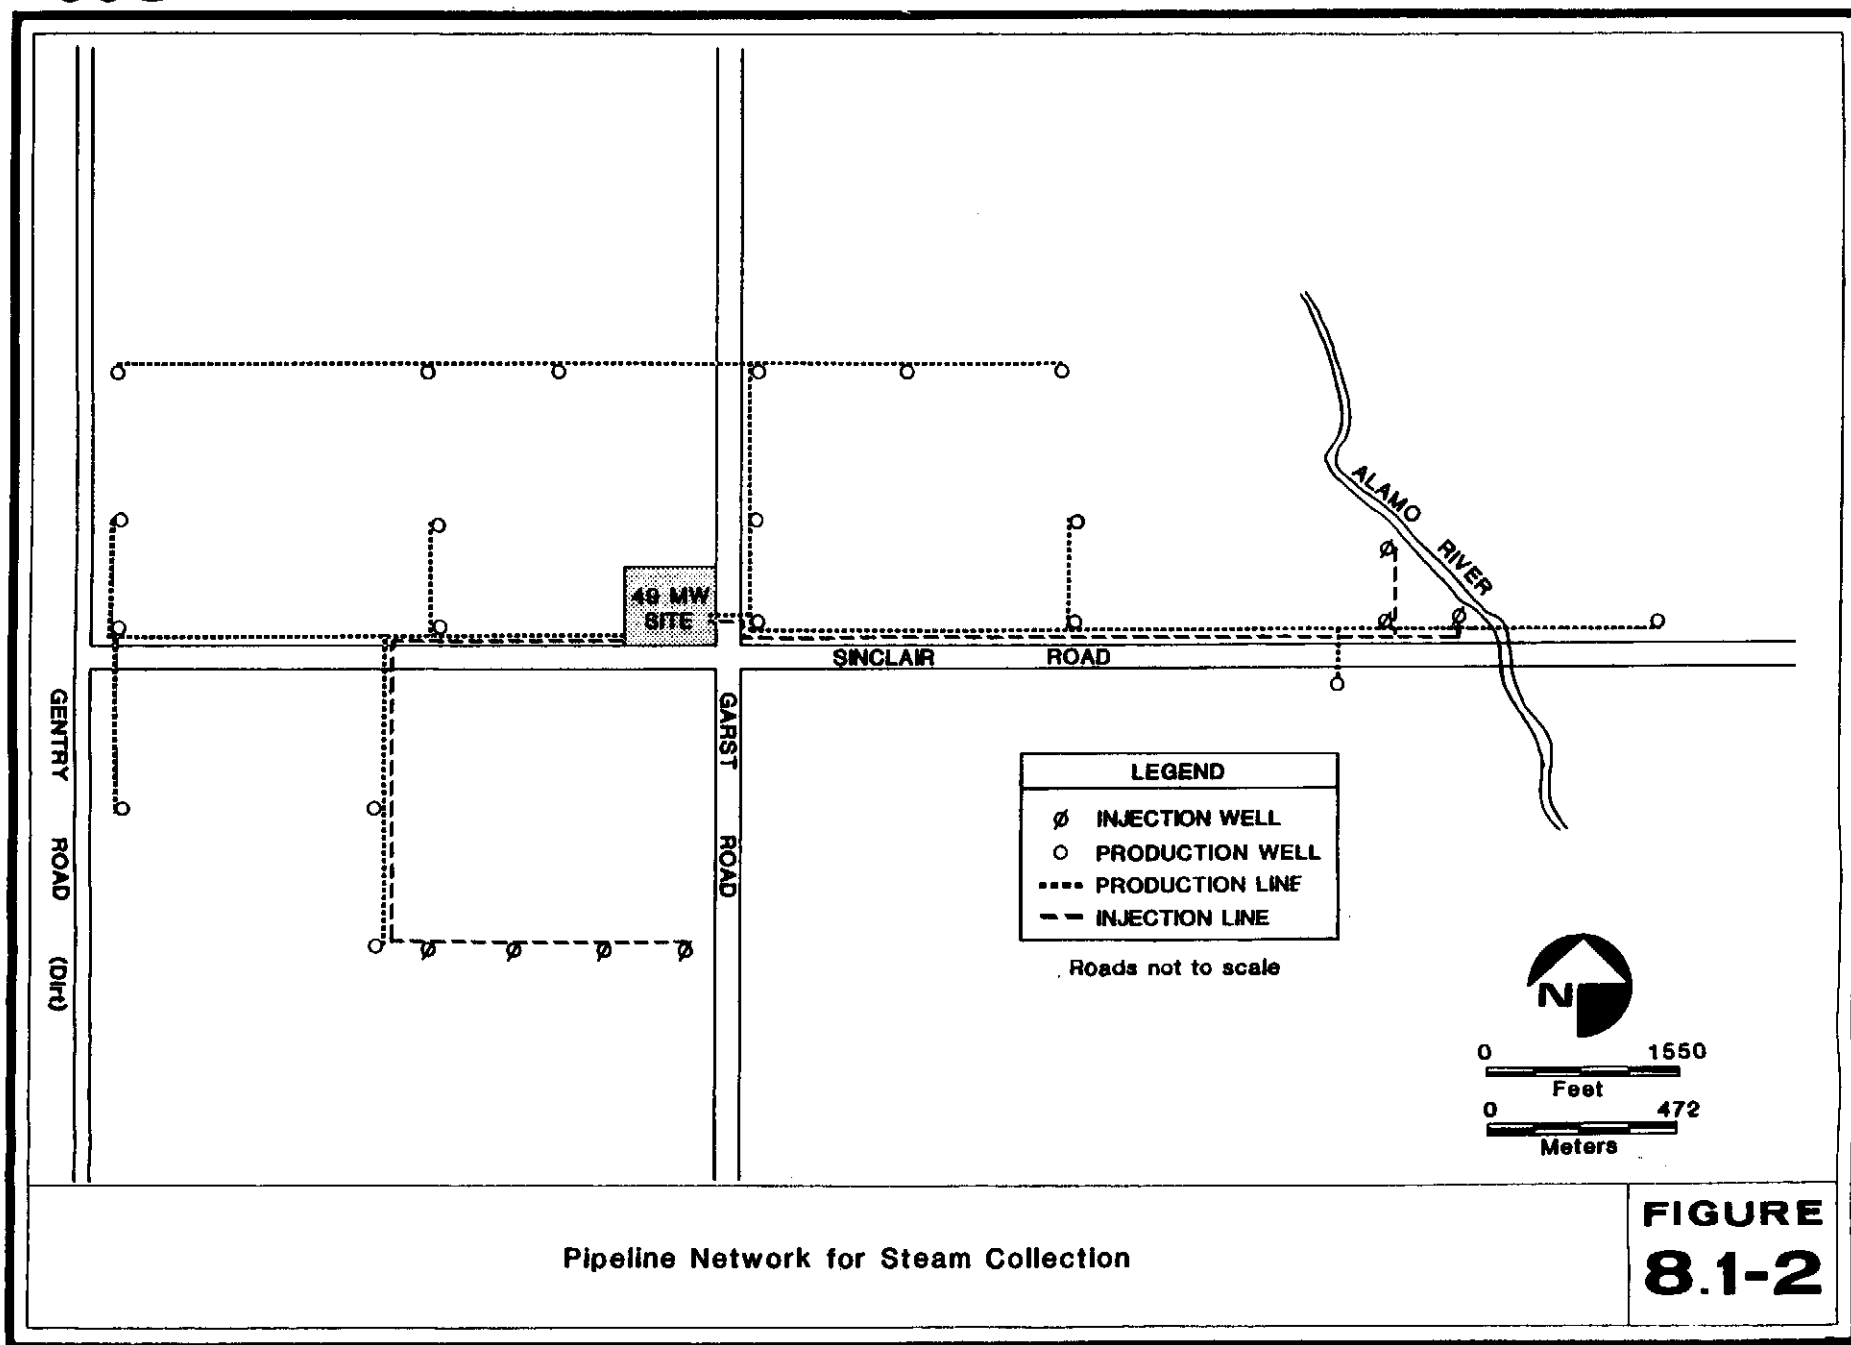 ALAMO
RIVER
49 MW
SITE
SINCLAIR ROAD
GENTRY ROAD (Dirt)
GARST ROAD
LEGEND
INJECTION WELL
PRODUCTION WELL
PRODUCTION LINE
INJECTION LINE
Roads not to scale
N
0 1550
Feet
0 472
Meters
Pipeline Network for Steam Collection
FIGURE
8.1-2